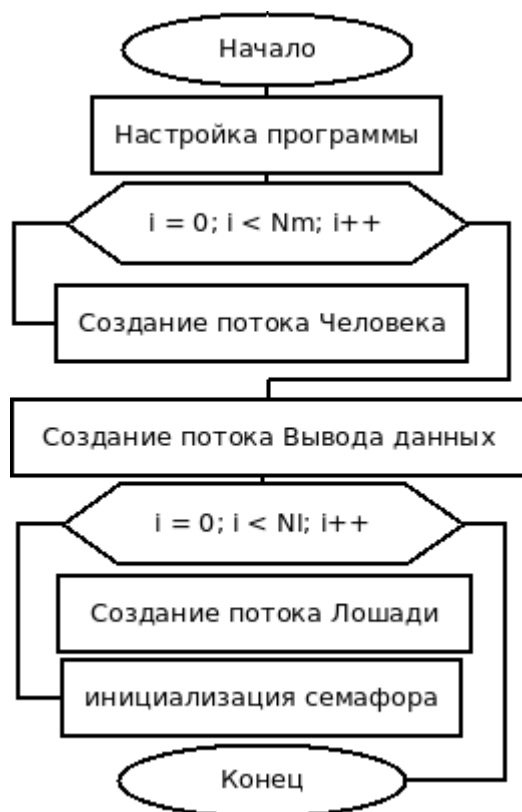 Начало
Настройка программы
i = 0; i < Nm; i++
Создание потока Человека
Создание потока Вывода данных
i = 0; i < Nl; i++
Создание потока Лошади
инициализация семафора
Конец